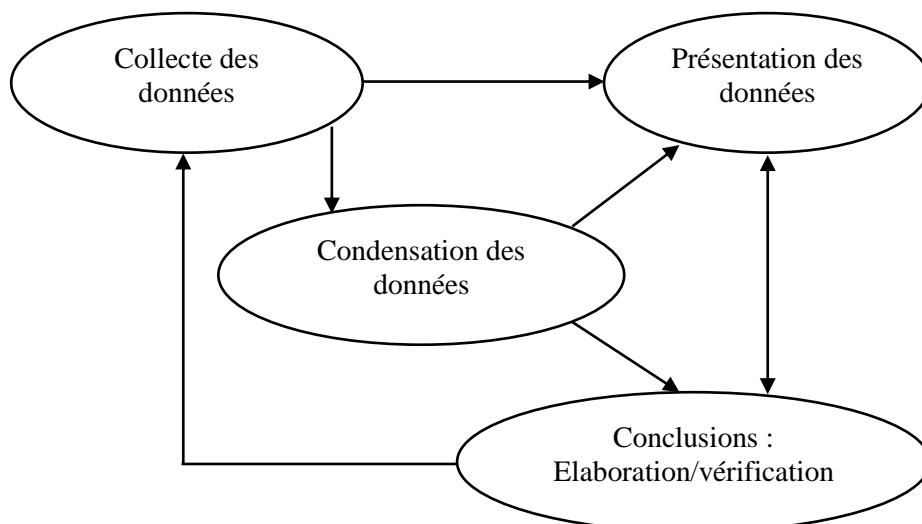 Collecte des
données
Présentation des
données
Condensation des
données
Conclusions :
Elaboration/vérification